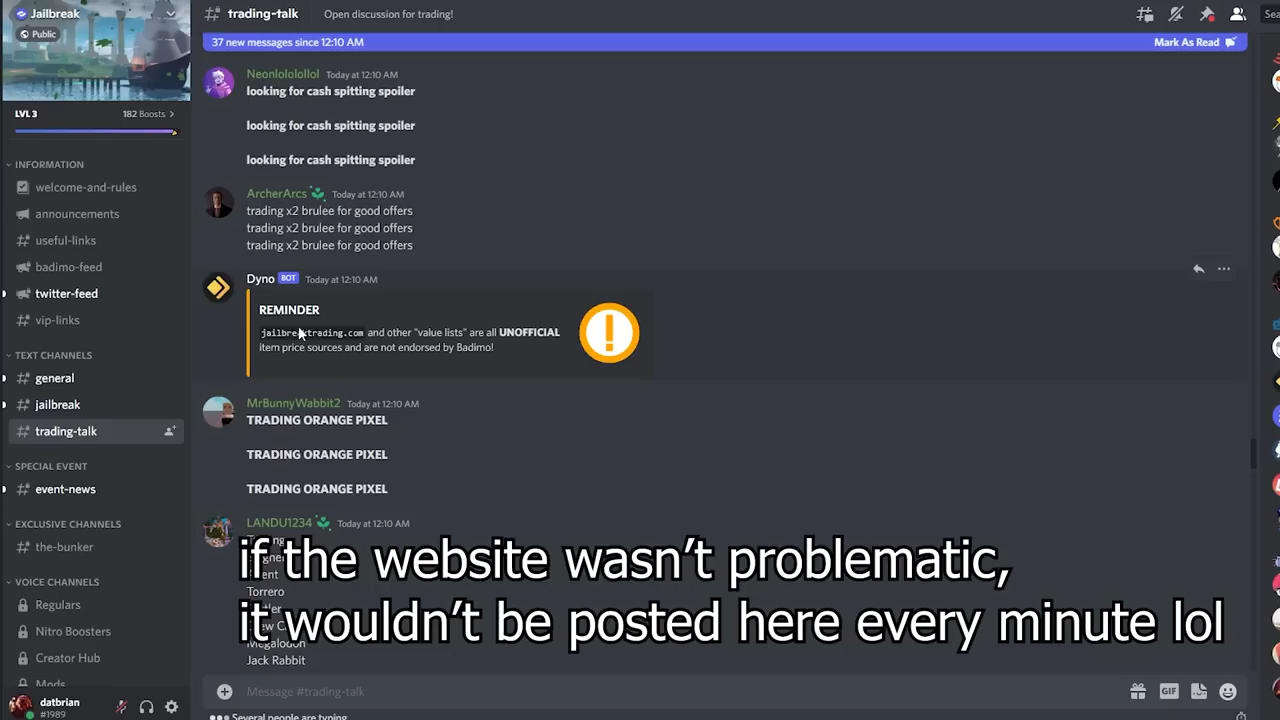 Jailbreak
Public
LVL 3
182 Boosts
INFORMATION
welcome-and-rules
announcements
useful-links
badimo-feed
twitter-feed
vip-links
TEXT CHANNELS
general
jailbreak
trading-talk
SPECIAL EVENT
event-news
EXCLUSIVE CHANNELS
the-bunker
VOICE CHANNELS
Regulars
Nitro Boosters
Creator Hub
Mods
datbrian
#1989
trading-talk
Open discussion for trading!
37 new messages since 12:10 AM
Mark As Read
Neonlolololol Today at 12:10 AM
looking for cash spitting spoiler
looking for cash spitting spoiler
looking for cash spitting spoiler
ArcherArcs Today at 12:10 AM
trading x2 brulee for good offers
trading x2 brulee for good offers
trading x2 brulee for good offers
Dyno BOT Today at 12:10 AM
REMINDER
and other "value lists" are all UNOFFICIAL
item price sources and are not endorsed by Badimo!
MrBunnyWabbit2 Today at 12:10 AM
TRADING ORANGE PIXEL
TRADING ORANGE PIXEL
TRADING ORANGE PIXEL
LANDU1234 Today at 12:10 AM
if the website wasn't problematic,
Torrero
it wouldn't be posted here every minute lol
Megalodon
Jack Rabbit
Message #trading-talk
GIF
Several people are typing